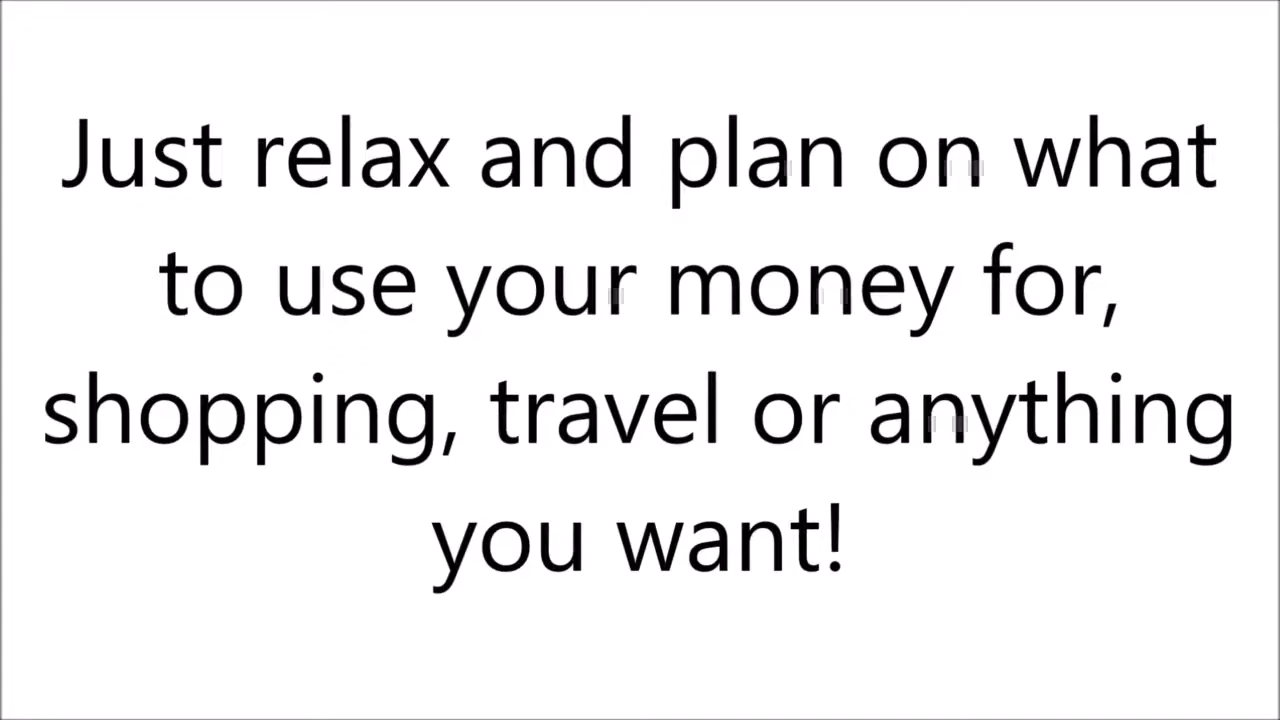 Just relax and plan on what
to use your money for,
shopping, travel or anything
you want!